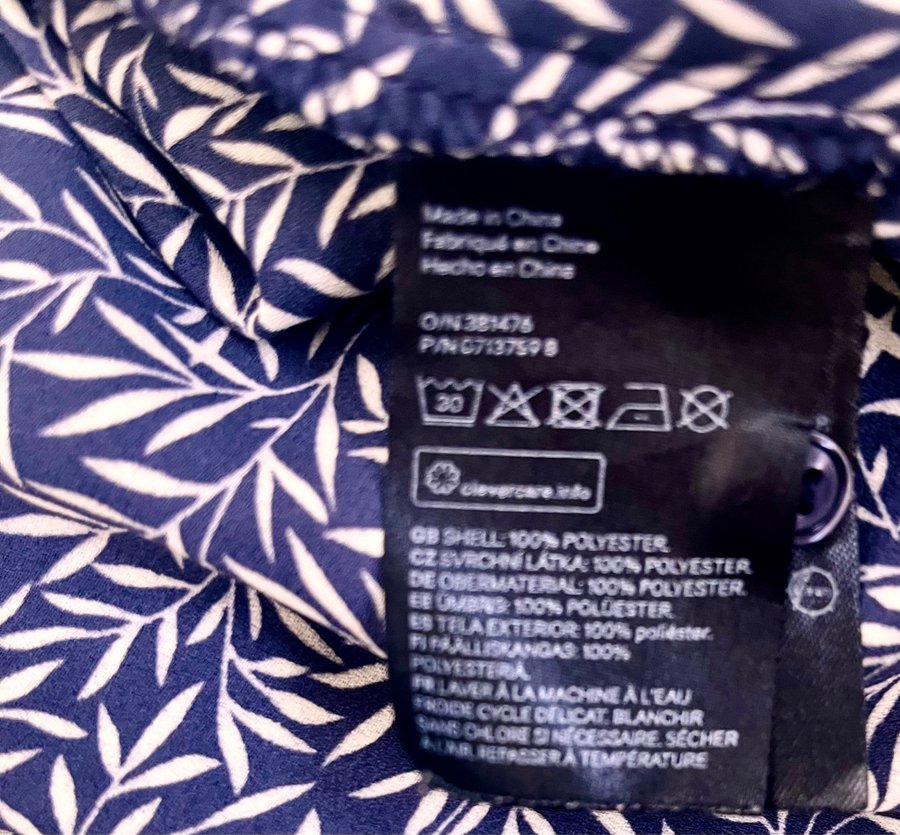 Made in China
Fabriqué en Chine
Hecho en China
O/N 381476
P/N 0713759 8
30
clevercare.info
GB SHELL: 100% POLYESTER.
CZ SVRCHNÍ LÁTKA: 100% POLYESTER.
DE OBERMATERIAL: 100% POLYESTER.
EE ÜMBRIS: 100% POLÜESTER.
ES TELA EXTERIOR: 100% poliéster.
FI PÄÄLLISKANGAS: 100%
POLYESTERIÄ.
FR LAVER À LA MACHINE À L'EAU
FROIDE CYCLE DÉLICAT. BLANCHIR
SANS CHLORE SI NÉCESSAIRE. SÉCHER
À L'AIR. REPASSER À TEMPÉRATURE